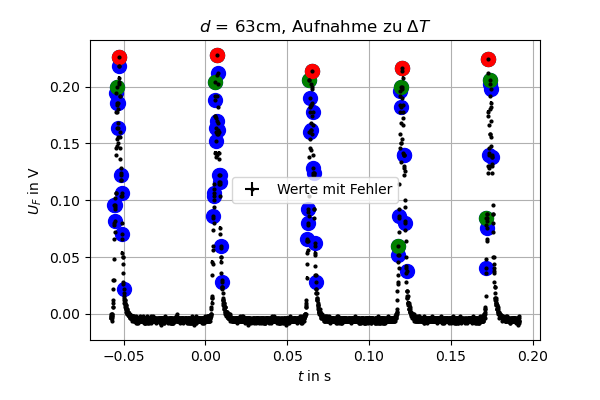 d = 63cm, Aufnahme zu ΔT
U_F in V
0.20
0.15
0.10
0.05
0.00
Werte mit Fehler
−0.05 0.00 0.05 0.10 0.15 0.20
t in s